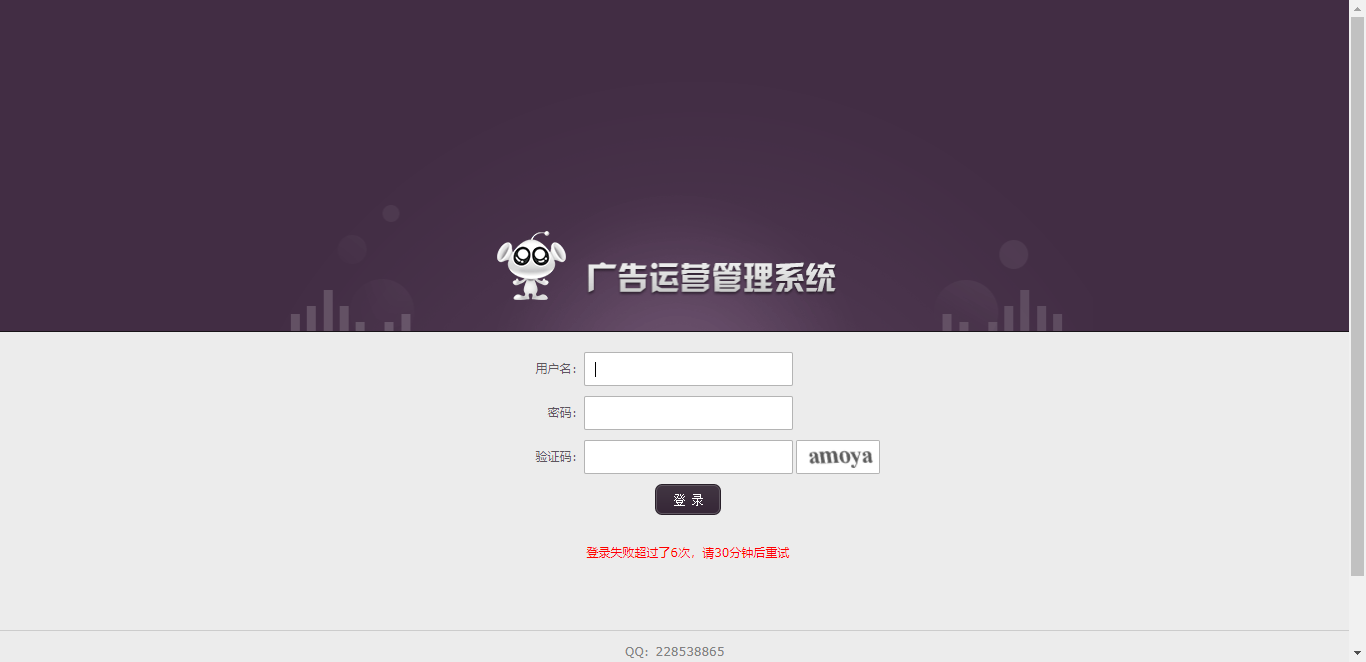 广告运营管理系统
用户名：
密码：
验证码： amoya
登 录
登录失败超过了6次，请30分钟后重试
QQ：228538865